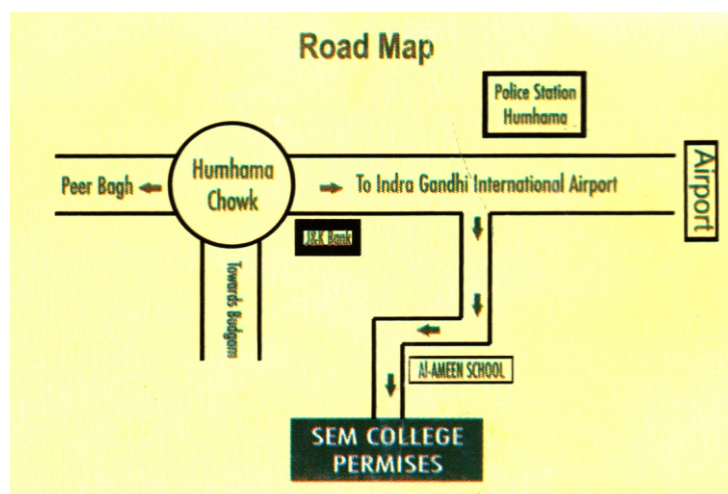 Road Map
Police Station
Humhama
Airport
Peer Bagh
Humhama
Chowk
To Indra Gandhi International Airport
J&K Bank
Towards Budgam
Al-AMEEN SCHOOL
SEM COLLEGE
PERMISES